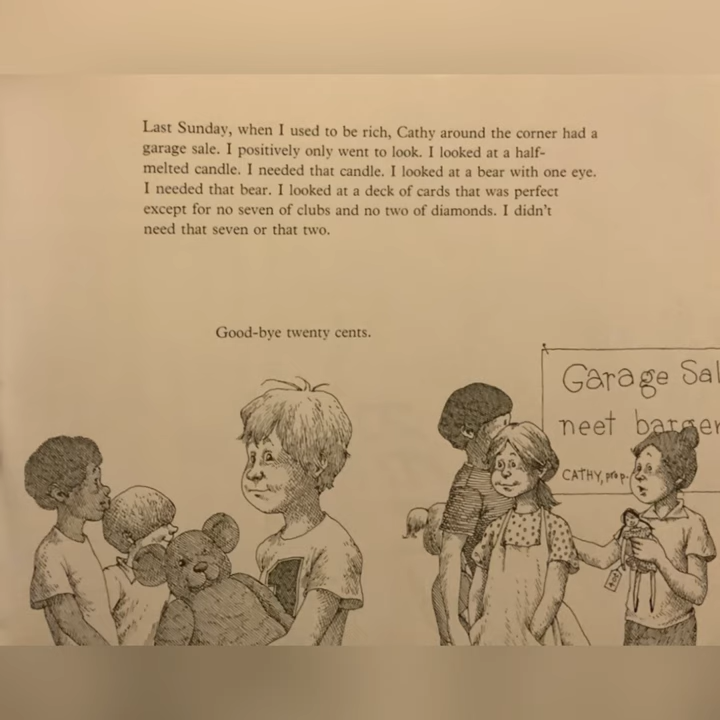 Last Sunday, when I used to be rich, Cathy around the corner had a
garage sale. I positively only went to look. I looked at a half-
melted candle. I needed that candle. I looked at a bear with one eye.
I needed that bear. I looked at a deck of cards that was perfect
except for no seven of clubs and no two of diamonds. I didn't
need that seven or that two.
Good-bye twenty cents.
Garage Sal
neet bargen
CATHY, prop.